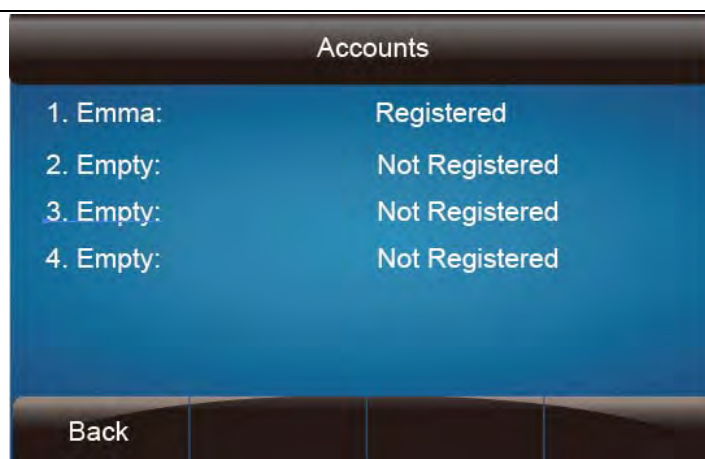 Accounts
1. Emma: Registered
2. Empty: Not Registered
3. Empty: Not Registered
4. Empty: Not Registered
Back